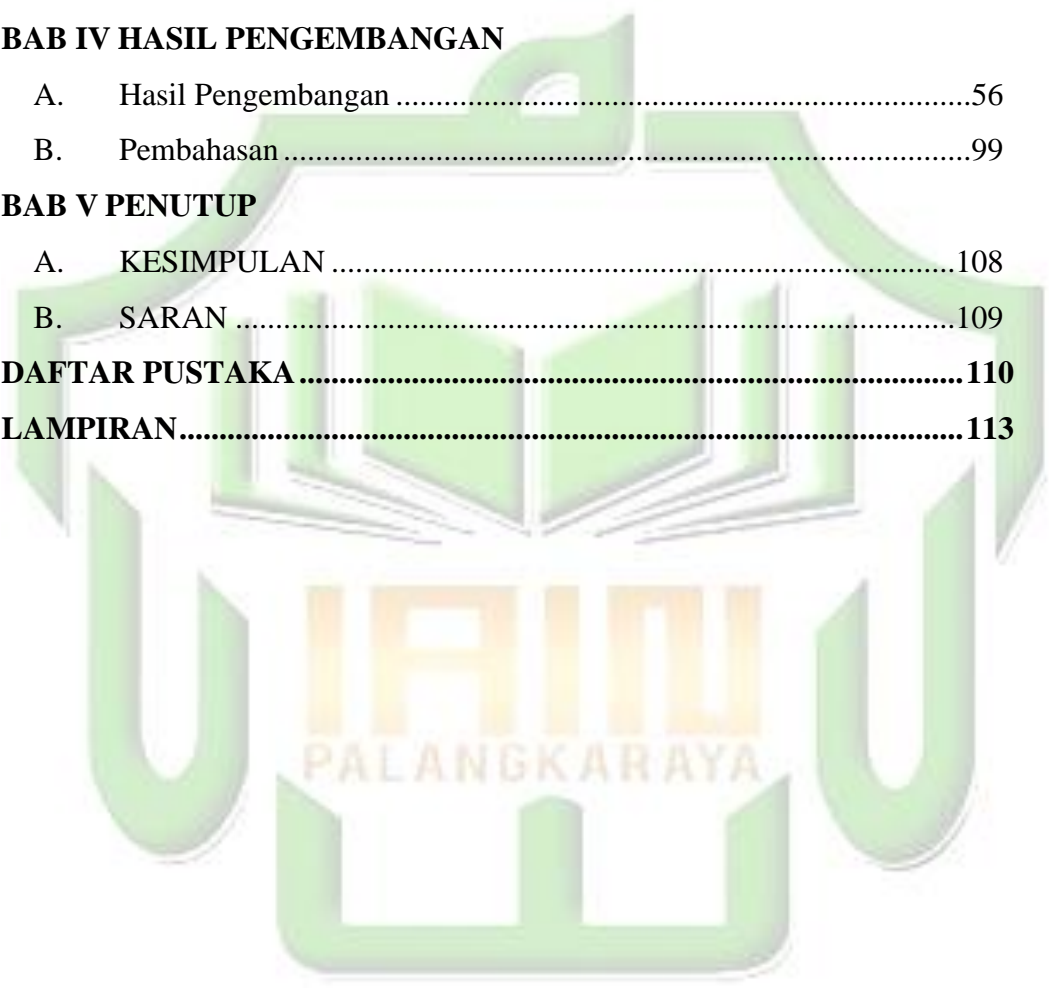 BAB IV HASIL PENGEMBANGAN
A. Hasil Pengembangan ....................................................................56
B. Pembahasan .................................................................................99
BAB V PENUTUP
A. KESIMPULAN ..........................................................................108
B. SARAN .....................................................................................109
DAFTAR PUSTAKA ..........................................................................110
LAMPIRAN.......................................................................................113
IAIN
PALANGKARAYA